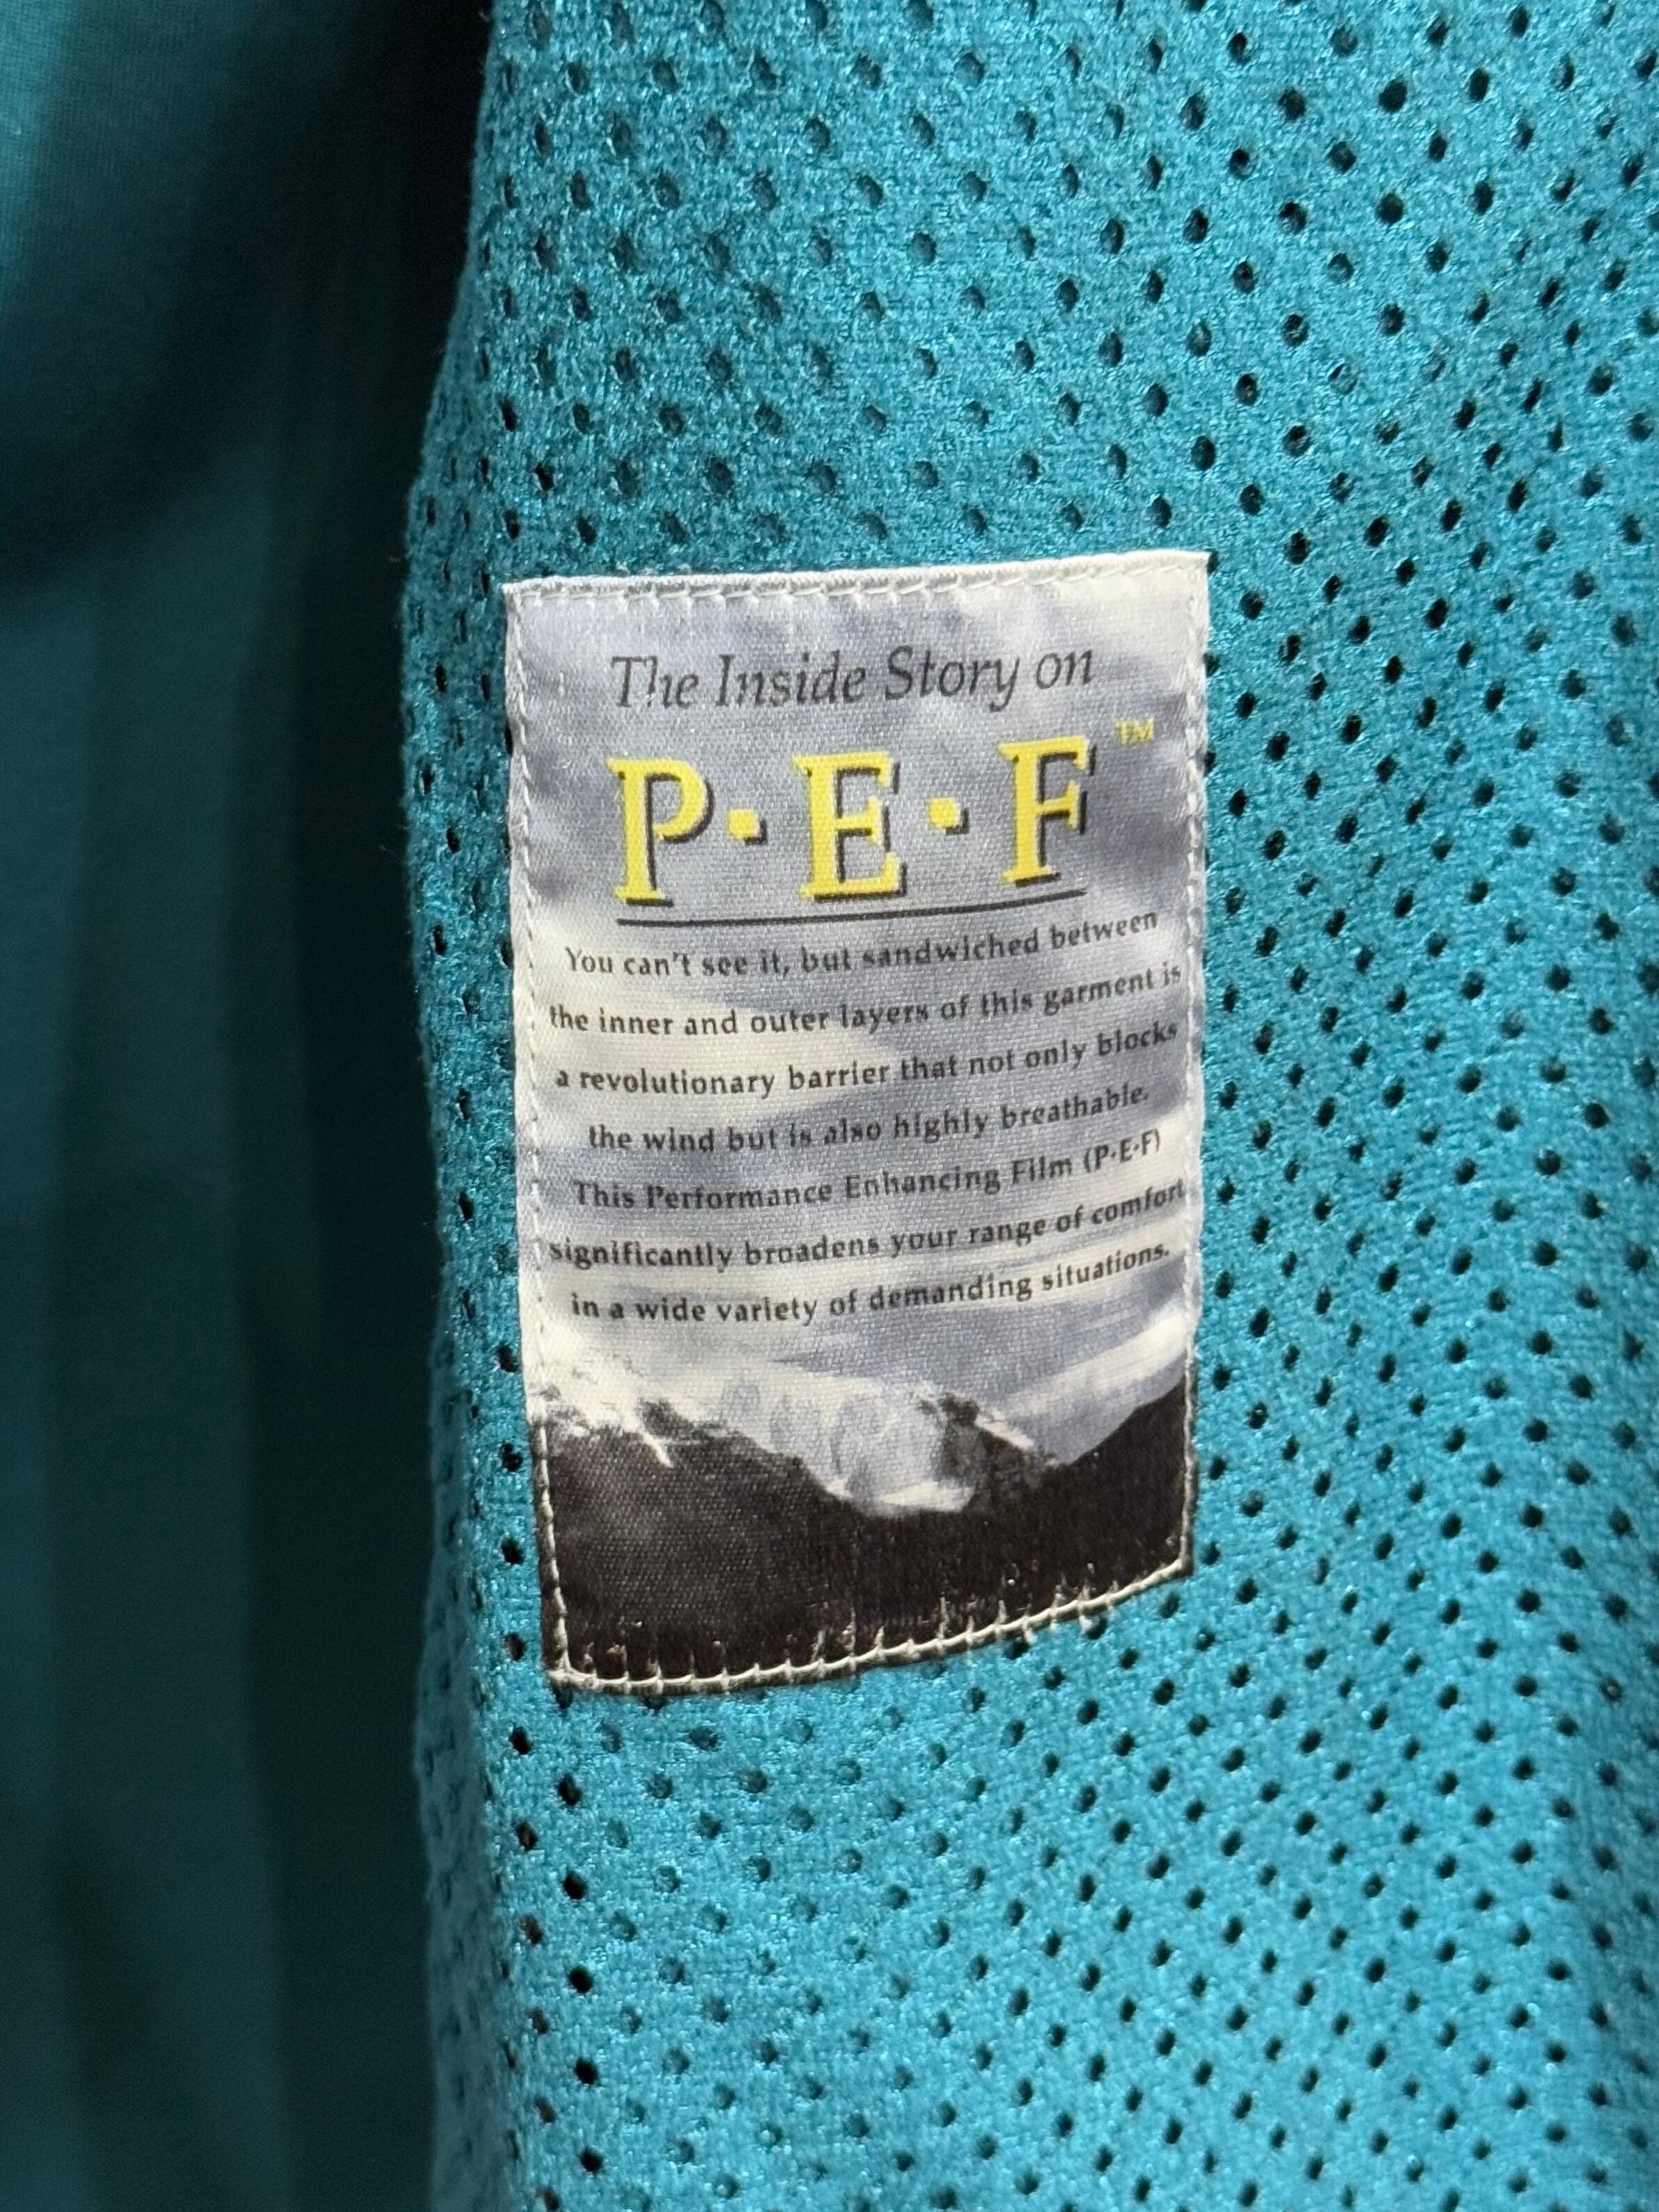 The Inside Story on
P·E·F™
You can't see it, but sandwiched between
the inner and outer layers of this garment is
a revolutionary barrier that not only blocks
the wind but is also highly breathable.
This Performance Enhancing Film (P·E·F)
significantly broadens your range of comfort
in a wide variety of demanding situations.